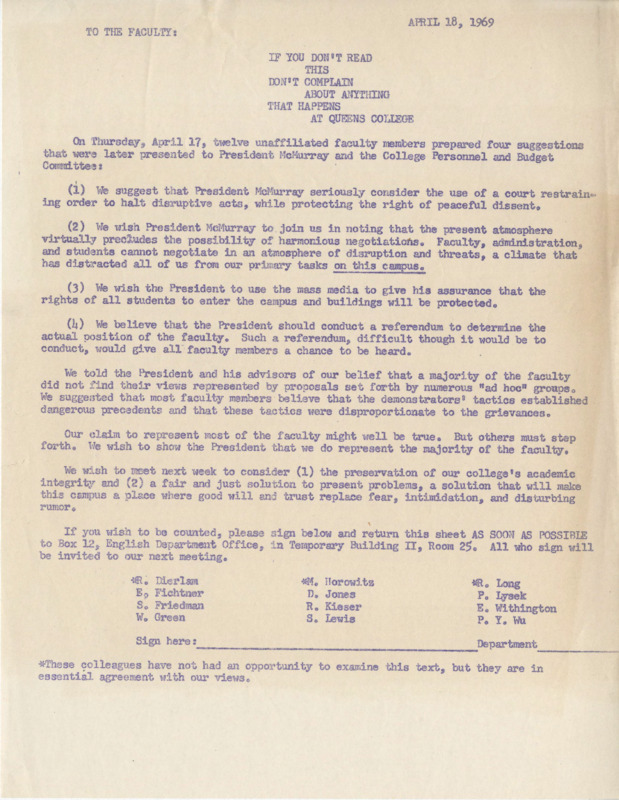 APRIL 18, 1969
TO THE FACULTY:
IF YOU DON'T READ
THIS
DON'T COMPLAIN
ABOUT ANYTHING
THAT HAPPENS
AT QUEENS COLLEGE
On Thursday, April 17, twelve unaffiliated faculty members prepared four suggestions
that were later presented to President McMurray and the College Personnel and Budget
Committee:
(1) We suggest that President McMurray seriously consider the use of a court restrain-
ing order to halt disruptive acts, while protecting the right of peaceful dissent.
(2) We wish President McMurray to join us in noting that the present atmosphere
virtually precludes the possibility of harmonious negotiations. Faculty, administration,
and students cannot negotiate in an atmosphere of disruption and threats, a climate that
has distracted all of us from our primary tasks on this campus.
(3) We wish the President to use the mass media to give his assurance that the
rights of all students to enter the campus and buildings will be protected.
(4) We believe that the President should conduct a referendum to determine the
actual position of the faculty. Such a referendum, difficult though it would be to
conduct, would give all faculty members a chance to be heard.
We told the President and his advisors of our belief that a majority of the faculty
did not find their views represented by proposals set forth by numerous "ad hoc" groups.
We suggested that most faculty members believe that the demonstrators' tactics established
dangerous precedents and that these tactics were disproportionate to the grievances.
Our claim to represent most of the faculty might well be true. But others must step
forth. We wish to show the President that we do represent the majority of the faculty.
We wish to meet next week to consider (1) the preservation of our college's academic
integrity and (2) a fair and just solution to present problems, a solution that will make
this campus a place where good will and trust replace fear, intimidation, and disturbing
rumor.
If you wish to be counted, please sign below and return this sheet AS SOON AS POSSIBLE
to Box 12, English Department Office, in Temporary Building II, Room 25. All who sign will
be invited to our next meeting.
*R. Dierlam *M. Horowitz *R. Long
E. Fichtner D. Jones P. Lysek
S. Friedman R. Kieser E. Withington
W. Green S. Lewis P. Y. Wu
Sign here: Department
*These colleagues have not had an opportunity to examine this text, but they are in
essential agreement with our views.